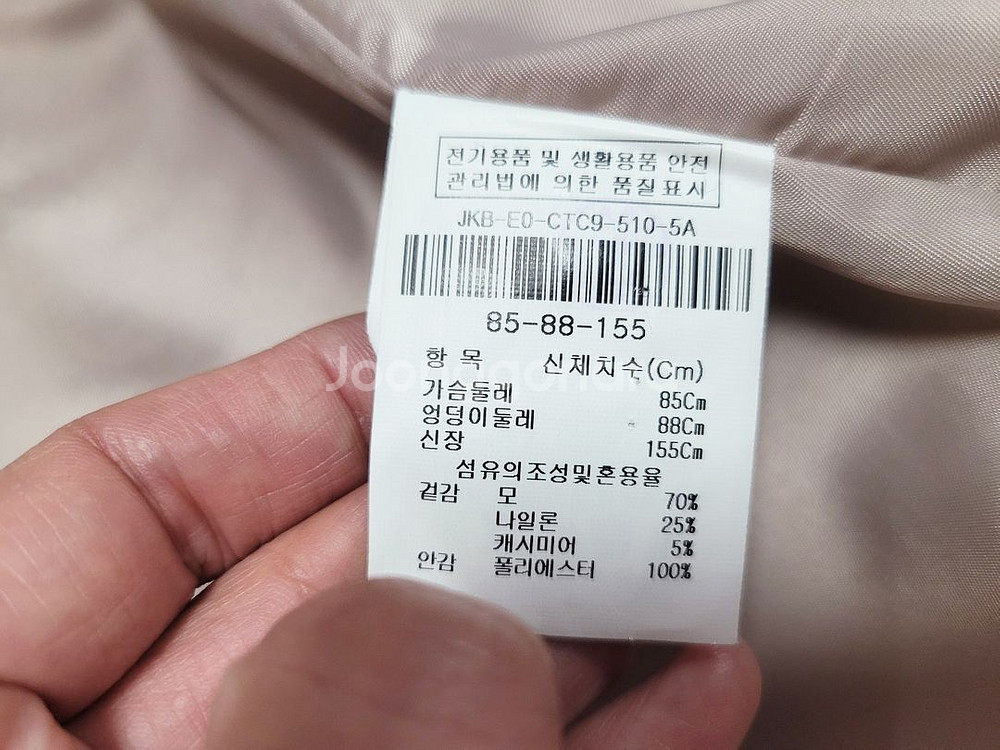 전기용품 및 생활용품 안전
관리법에 의한 품질표시
JKB-E0-CTC9-510-5A
85-88-155
항 목 신체치수(Cm)
가슴둘레 85Cm
엉덩이둘레 88Cm
신장 155Cm
섬유의조성및혼용율
겉감 모 70%
나일론 25%
캐시미어 5%
안감 폴리에스터 100%